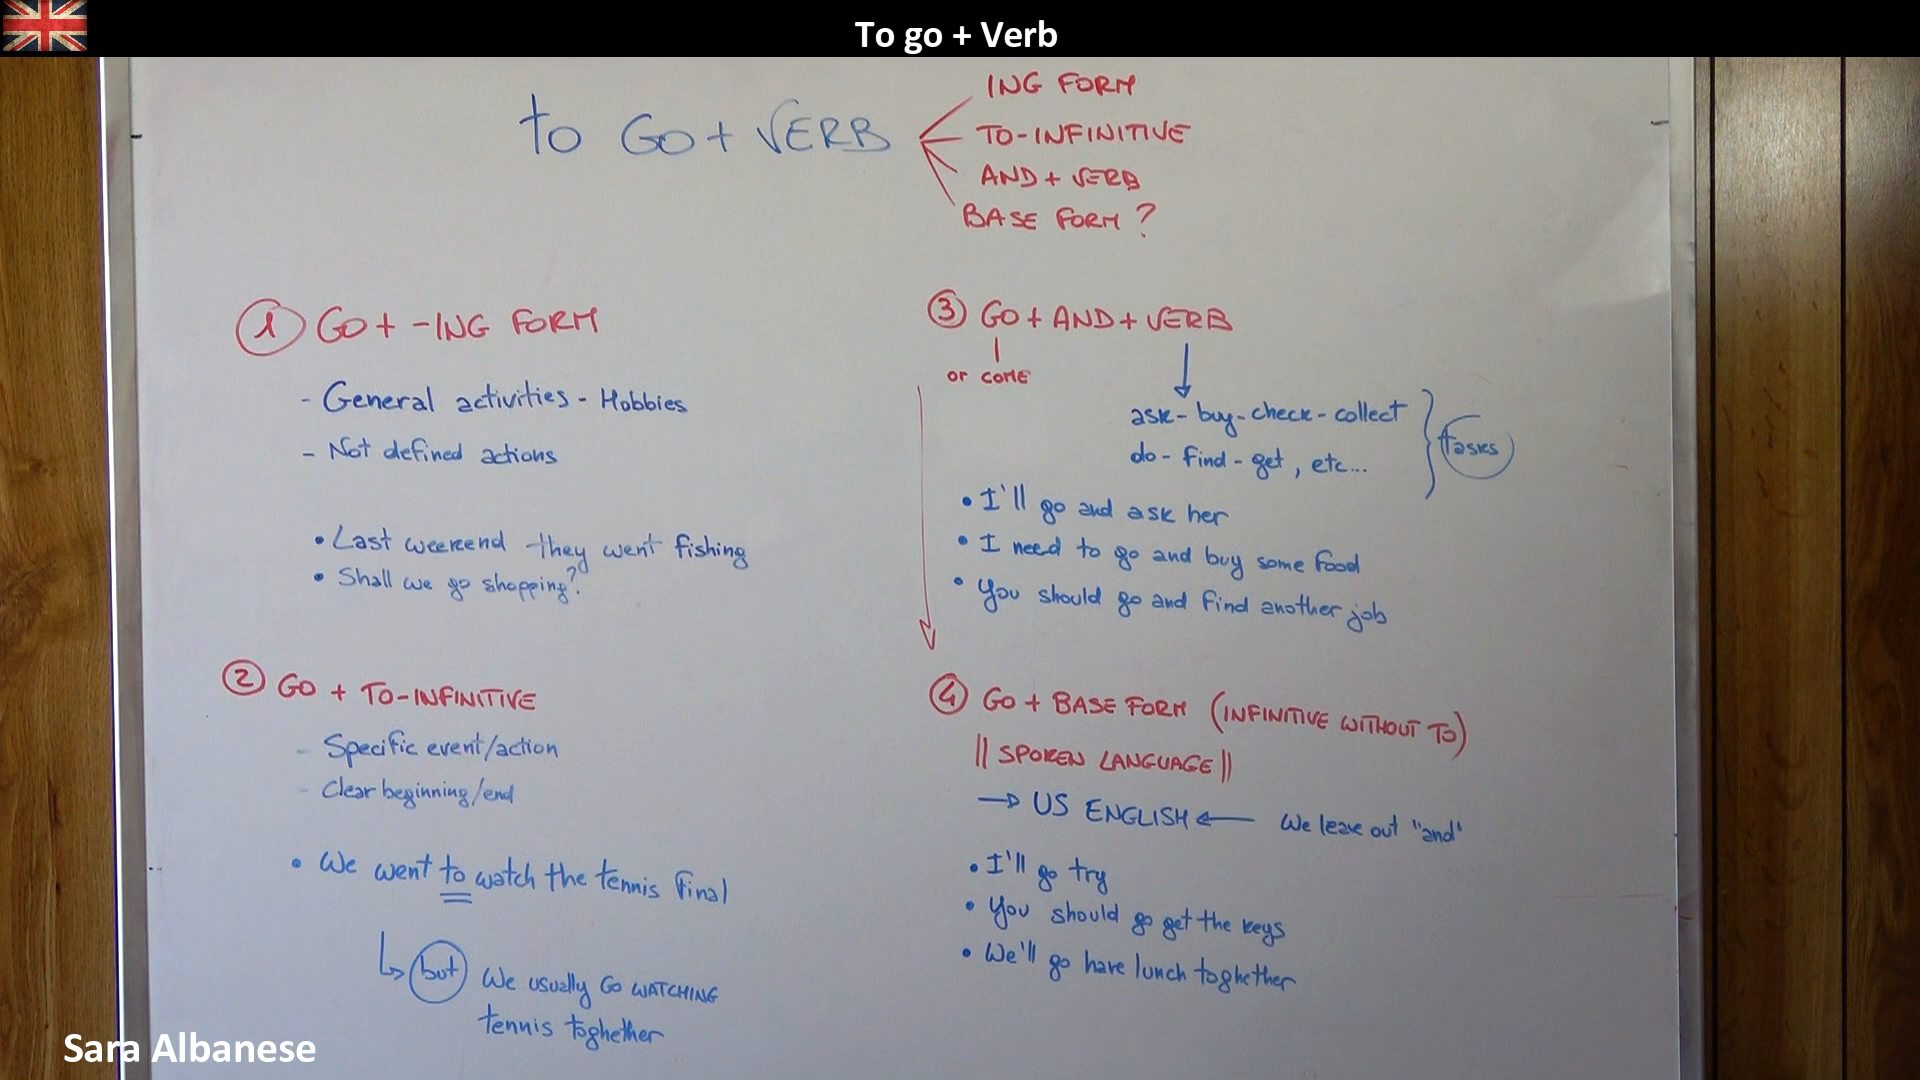 To go + Verb
to GO + VERB
ING FORM
TO-INFINITIVE
AND + VERB
BASE FORM ?
1 GO + -ING FORM
- General activities - Hobbies
- Not defined actions
• Last weekend they went fishing
• Shall we go shopping?
2 GO + TO-INFINITIVE
- Specific event/action
- Clear beginning/end
• We went to watch the tennis final
but We usually GO WATCHING
tennis toghether
3 GO + AND + VERB
or COME
ask - buy - check - collect
do - find - get, etc...
tasks
• I'll go and ask her
• I need to go and buy some food
• You should go and find another job
4 GO + BASE FORM (INFINITIVE WITHOUT TO)
|| SPOKEN LANGUAGE ||
→ US ENGLISH ← We leave out "and"
• I'll go try
• You should go get the keys
• We'll go have lunch toghether
Sara Albanese